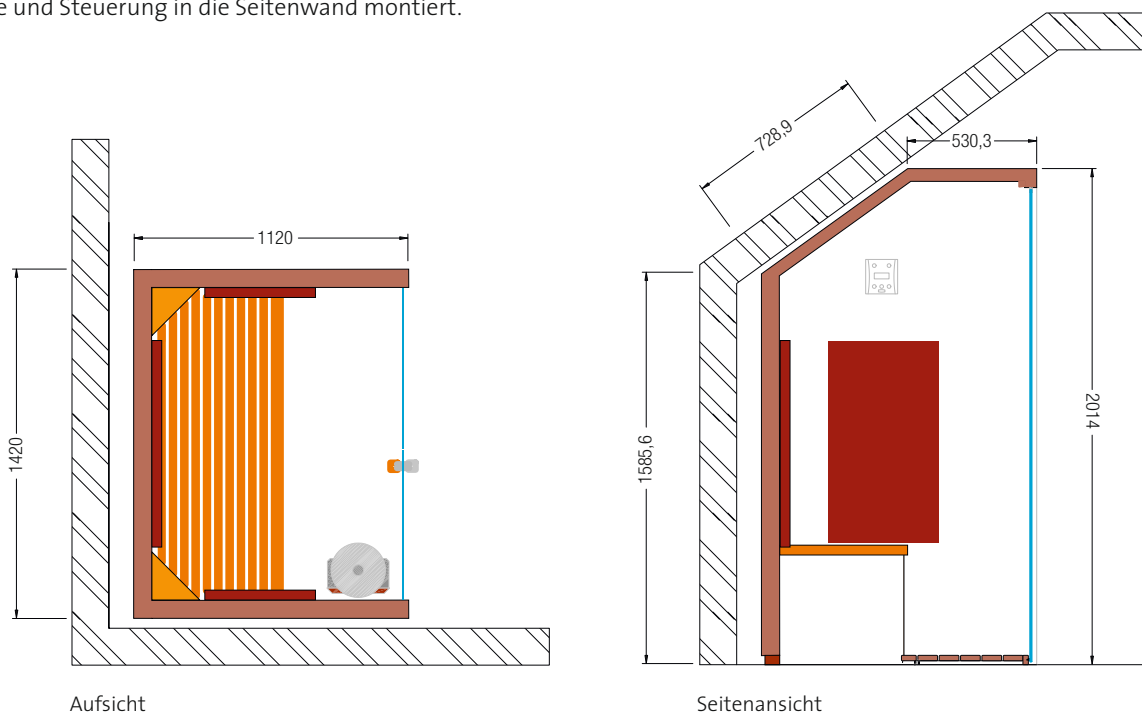 e und Steuerung in die Seitenwand montiert.
728,9
530,3
1120
1420
1585,6
2014
Aufsicht
Seitenansicht